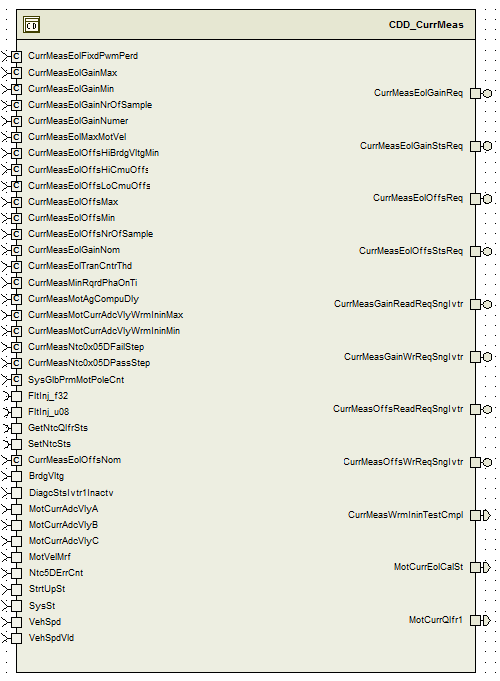 CD
CDD_CurrMeas
C CurrMeasEolFixdPwmPerd
C CurrMeasEolGainMax
C CurrMeasEolGainMin
C CurrMeasEolGainNrOfSample
C CurrMeasEolGainNumer
C CurrMeasEolMaxMotVel
C CurrMeasEolOffsHiBrdgVltgMin
C CurrMeasEolOffsHiCmuOffs
C CurrMeasEolOffsLoCmuOffs
C CurrMeasEolOffsMax
C CurrMeasEolOffsMin
C CurrMeasEolOffsNrOfSample
C CurrMeasEolGainNom
C CurrMeasEolTranCntrThd
C CurrMeasMinRqrdPhaOnTi
C CurrMeasMotAgCompuDly
C CurrMeasMotCurrAdcVlyWrmIninMax
C CurrMeasMotCurrAdcVlyWrmIninMin
C CurrMeasNtc0x05DFailStep
C CurrMeasNtc0x05DPassStep
C SysGlbPrmMotPoleCnt
FltInj_f32
FltInj_u08
GetNtcQlfrSts
SetNtcSts
C CurrMeasEolOffsNom
BrdgVltg
DiagcStsIvtr1Inactv
MotCurrAdcVlyA
MotCurrAdcVlyB
MotCurrAdcVlyC
MotVelMrf
Ntc5DErrCnt
StrtUpSt
SysSt
VehSpd
VehSpdVld
CurrMeasEolGainReq
CurrMeasEolGainStsReq
CurrMeasEolOffsReq
CurrMeasEolOffsStsReq
CurrMeasGainReadReqSngIvtr
CurrMeasGainWrReqSngIvtr
CurrMeasOffsReadReqSngIvtr
CurrMeasOffsWrReqSngIvtr
CurrMeasWrmIninTestCmpl
MotCurrEolCalSt
MotCurrQlfr1